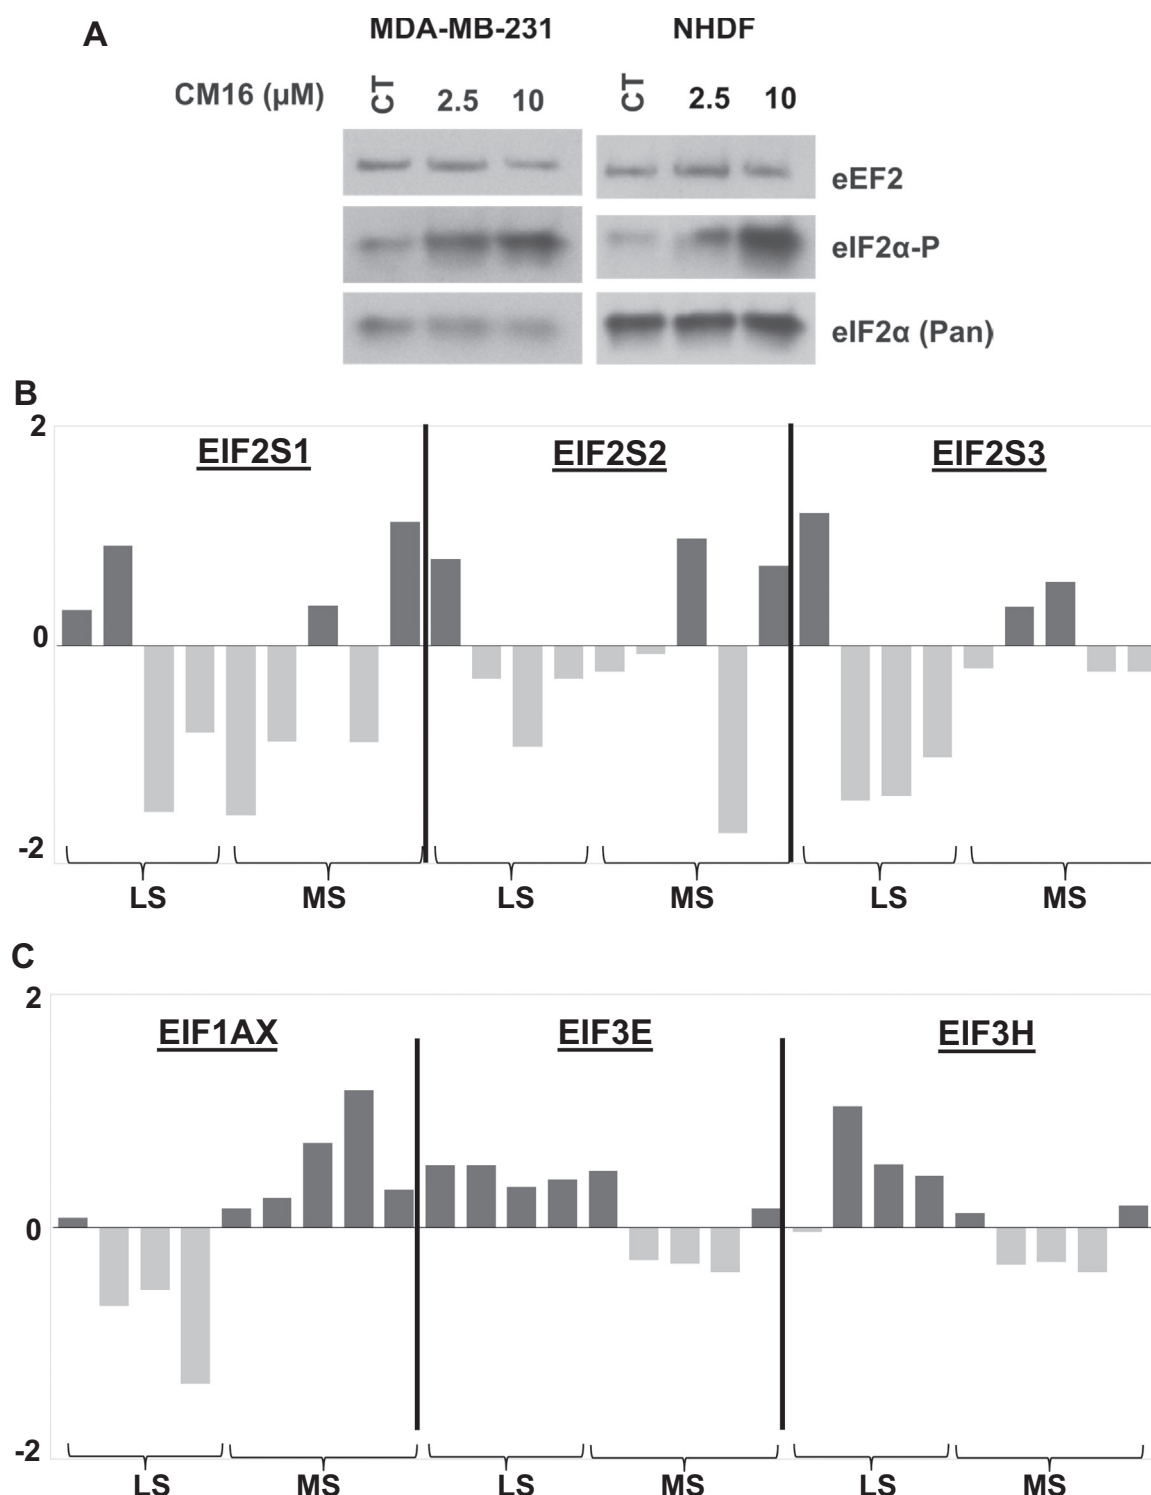 A
MDA-MB-231 NHDF
CM16 (µM) CT 2.5 10 CT 2.5 10
eEF2
eIF2α-P
eIF2α (Pan)
B
2
EIF2S1 EIF2S2 EIF2S3
0
-2
LS MS LS MS LS MS
C
2
EIF1AX EIF3E EIF3H
0
-2
LS MS LS MS LS MS